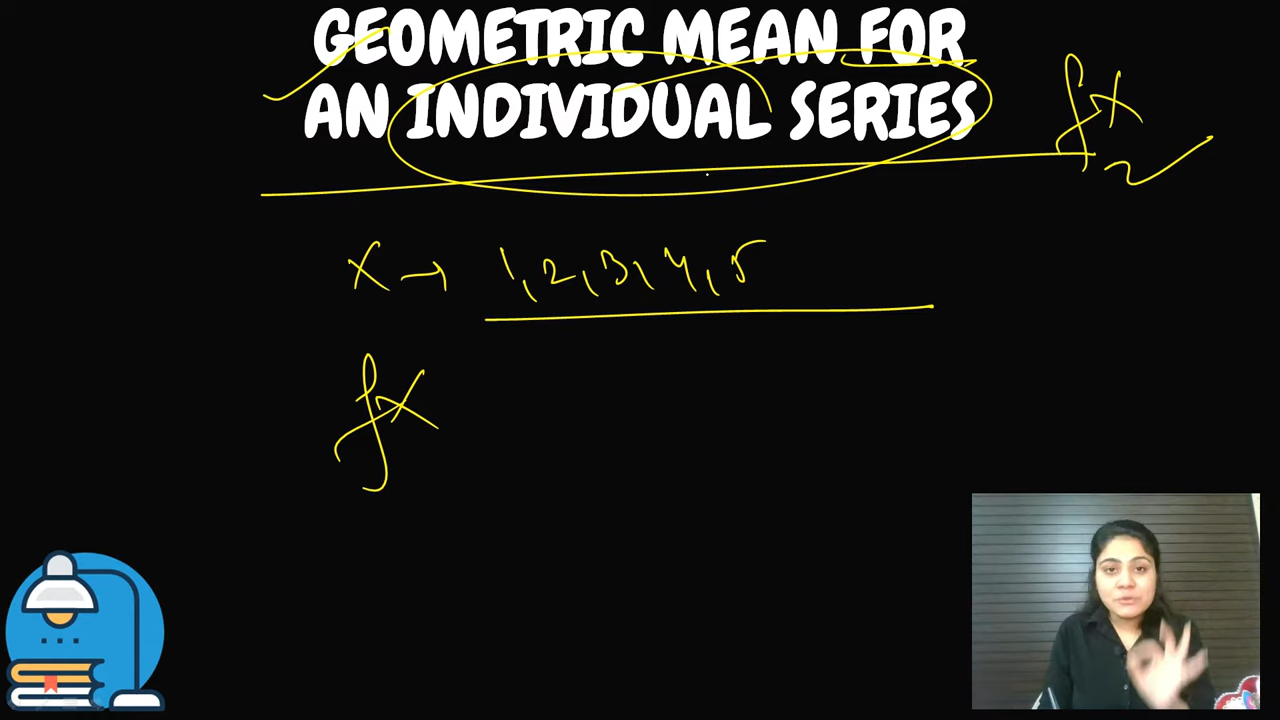 GEOMETRIC MEAN FOR
AN INDIVIDUAL SERIES
fx
x → 1, 2, 3, 4, 5
fx